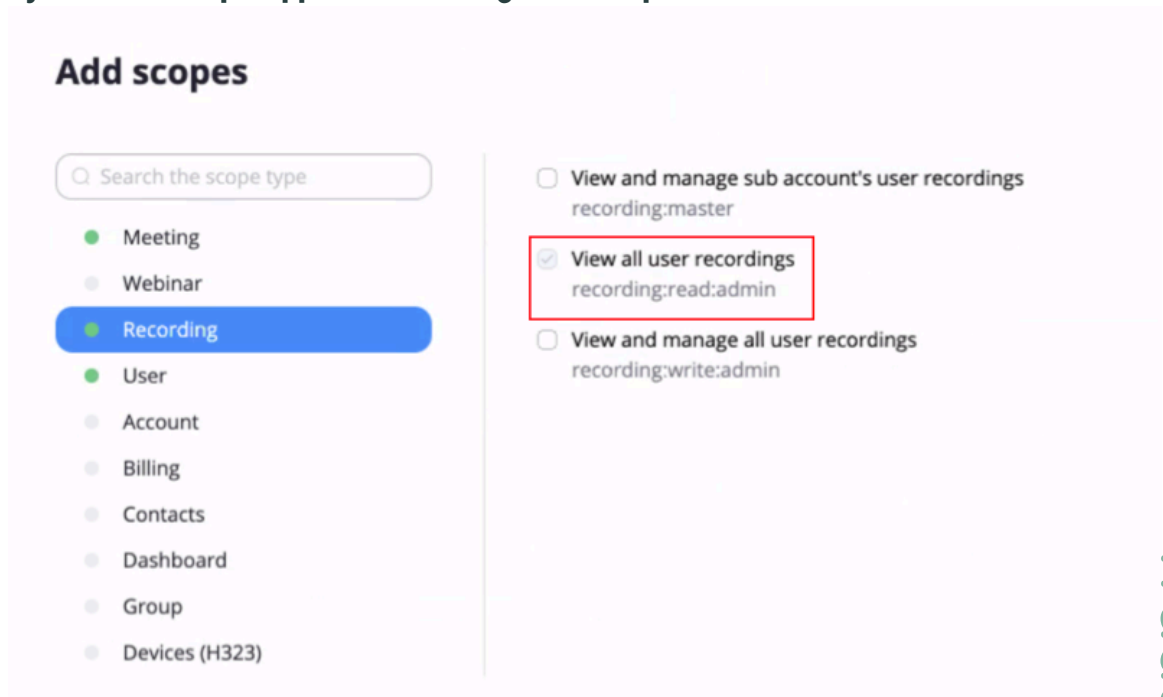 Add scopes
Search the scope type
Meeting
Webinar
Recording
User
Account
Billing
Contacts
Dashboard
Group
Devices (H323)
View and manage sub account's user recordings
recording:master
View all user recordings
recording:read:admin
View and manage all user recordings
recording:write:admin